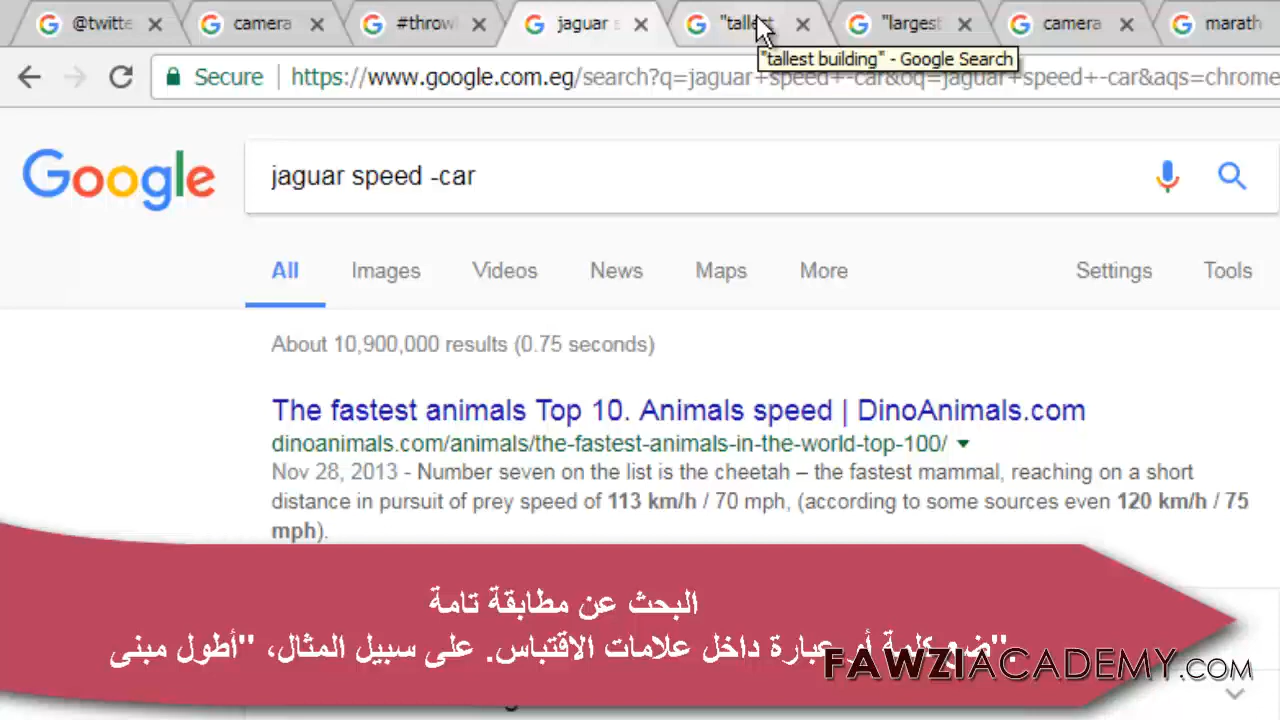 @twitte
camera
#throw
jaguar s
"tallest
"largest
camera
marath
"tallest building" - Google Search
Secure
https://www.google.com.eg/search?q=jaguar+speed+-car&oq=jaguar+speed+-car&aqs=chrome
Google
jaguar speed -car
All Images Videos News Maps More Settings Tools
About 10,900,000 results (0.75 seconds)
The fastest animals Top 10. Animals speed | DinoAnimals.com
dinoanimals.com/animals/the-fastest-animals-in-the-world-top-100/
Nov 28, 2013 - Number seven on the list is the cheetah – the fastest mammal, reaching on a short
distance in pursuit of prey speed of 113 km/h / 70 mph, (according to some sources even 120 km/h / 75
mph).
البحث عن مطابقة تامة
ضع كلمة أو عبارة داخل علامات الاقتباس. على سبيل المثال، "أطول مبنى".
FAWZIACADEMY.COM